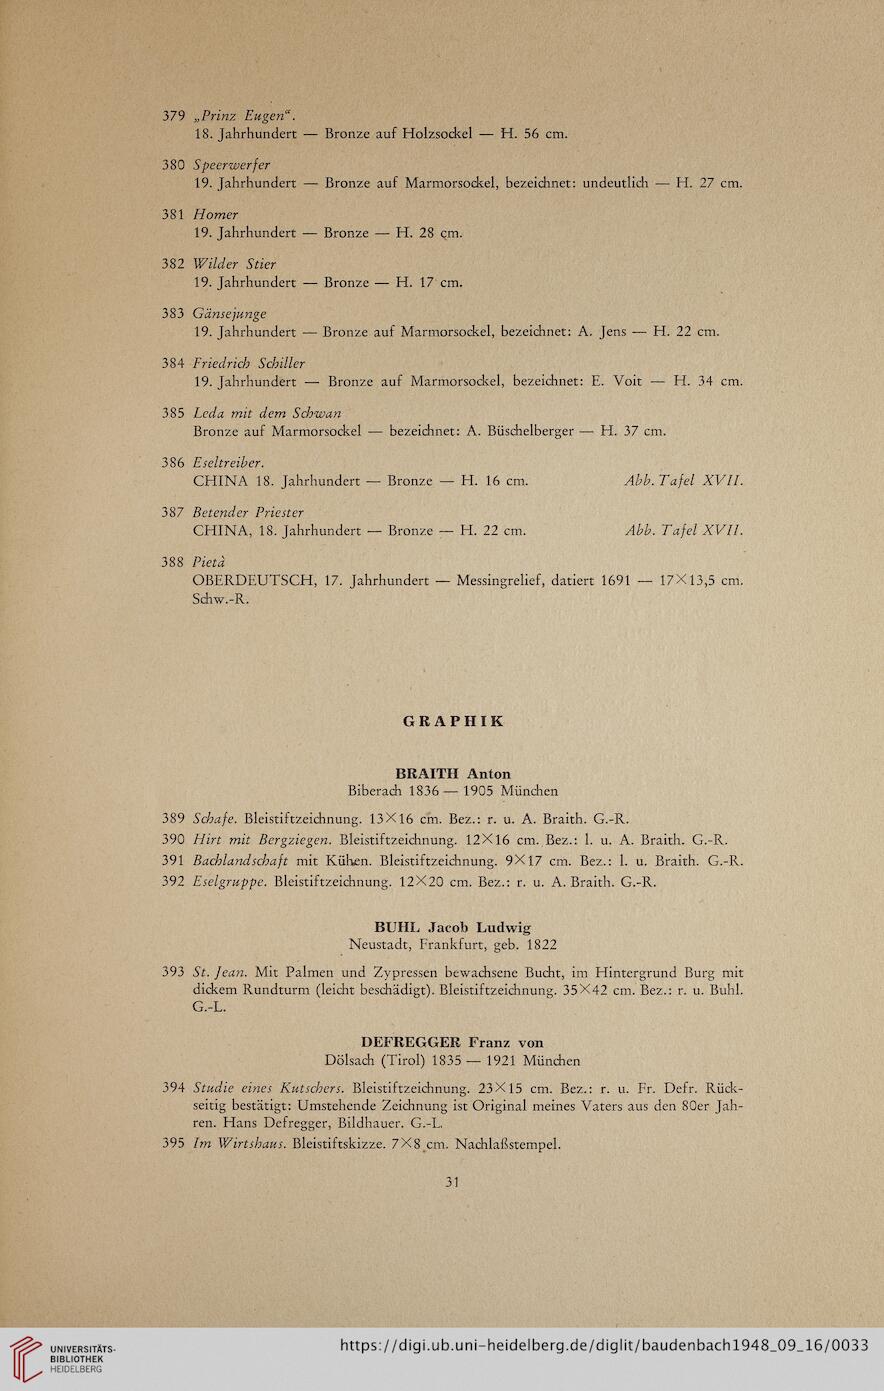 379 „Prinz Eugen“.
18. Jahrhundert — Bronze auf Holzsockel — H. 56 cm.
380 Speerwerfer
19. Jahrhundert — Bronze auf Marmorsockel, bezeichnet: undeutlich — H. 27 cm.
381 Homer
19. Jahrhundert — Bronze — H. 28 cm.
382 Wilder Stier
19. Jahrhundert — Bronze — H. 17 cm.
383 Gänsejunge
19. Jahrhundert — Bronze auf Marmorsockel, bezeichnet: A. Jens — H. 22 cm.
384 Friedrich Schiller
19. Jahrhundert — Bronze auf Marmorsockel, bezeichnet: E. Voit — H. 34 cm.
385 Leda mit dem Schwan
Bronze auf Marmorsockel — bezeichnet: A. Büschelberger — H. 37 cm.
386 Eseltreiber.
CHINA 18. Jahrhundert — Bronze — H. 16 cm. Abb. Tafel XVII.
387 Betender Priester
CHINA, 18. Jahrhundert — Bronze — H. 22 cm. Abb. Tafel XVII.
388 Pietà
OBERDEUTSCH, 17. Jahrhundert — Messingrelief, datiert 1691 — 17×13,5 cm.
Schw.-R.
GRAPHIK
BRAITH Anton
Biberach 1836 — 1905 München
389 Schafe. Bleistiftzeichnung. 13×16 cm. Bez.: r. u. A. Braith. G.-R.
390 Hirt mit Bergziegen. Bleistiftzeichnung. 12×16 cm. Bez.: l. u. A. Braith. G.-R.
391 Bachlandschaft mit Kühen. Bleistiftzeichnung. 9×17 cm. Bez.: l. u. Braith. G.-R.
392 Eselgruppe. Bleistiftzeichnung. 12×20 cm. Bez.: r. u. A. Braith. G.-R.
BUHL Jacob Ludwig
Neustadt, Frankfurt, geb. 1822
393 St. Jean. Mit Palmen und Zypressen bewachsene Bucht, im Hintergrund Burg mit
dickem Rundturm (leicht beschädigt). Bleistiftzeichnung. 35×42 cm. Bez.: r. u. Buhl.
G.-L.
DEFREGGER Franz von
Dölsach (Tirol) 1835 — 1921 München
394 Studie eines Kutschers. Bleistiftzeichnung. 23×15 cm. Bez.: r. u. Fr. Defr. Rück-
seitig bestätigt: Umstehende Zeichnung ist Original meines Vaters aus den 80er Jah-
ren. Hans Defregger, Bildhauer. G.-L.
395 Im Wirtshaus. Bleistiftskizze. 7×8 cm. Nachlaßstempel.
31
UNIVERSITÄTS-
BIBLIOTHEK
HEIDELBERG
https://digi.ub.uni-heidelberg.de/diglit/baudenbach1948_09_16/0033